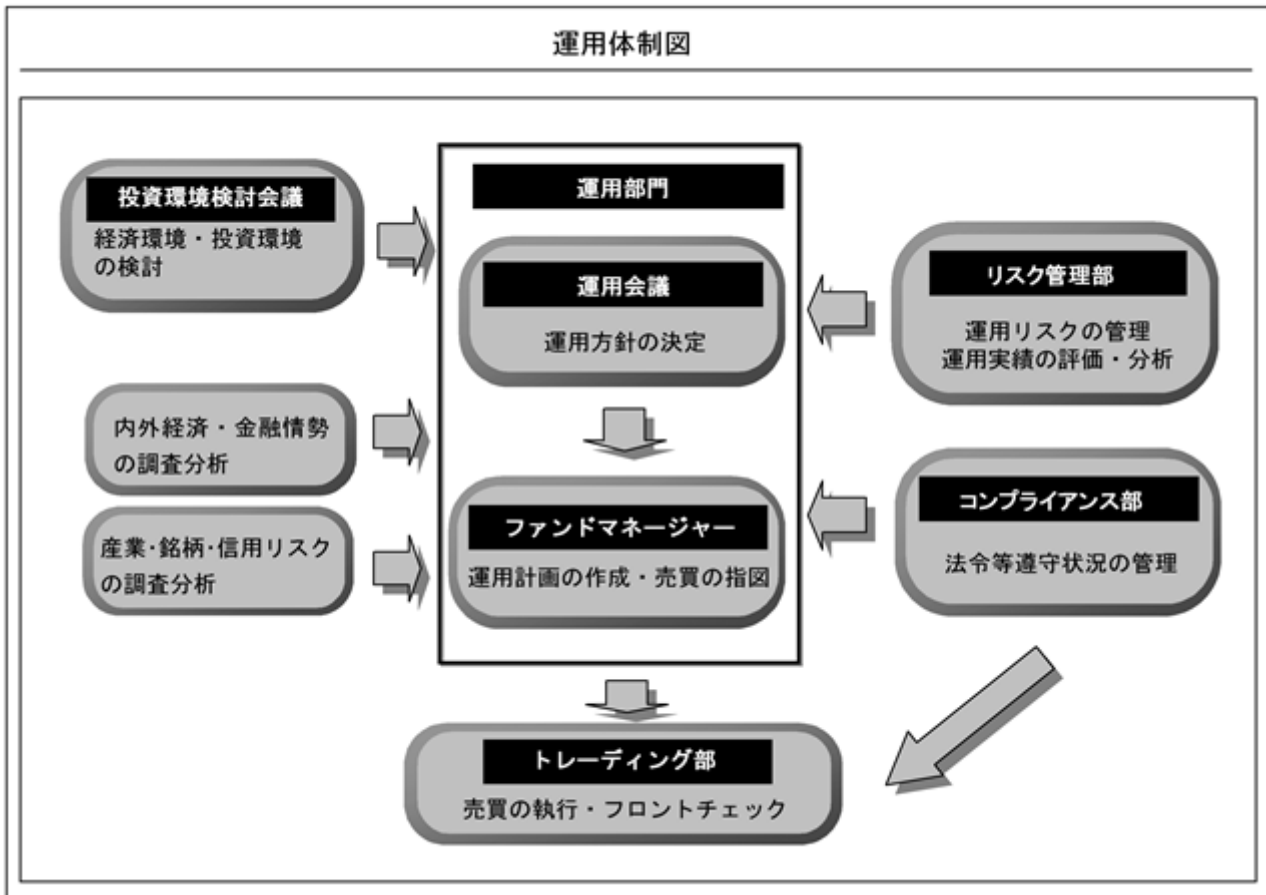 運用体制図
投資環境検討会議
経済環境・投資環境
の検討
内外経済・金融情勢
の調査分析
産業・銘柄・信用リスク
の調査分析
運用部門
運用会議
運用方針の決定
ファンドマネージャー
運用計画の作成・売買の指図
リスク管理部
運用リスクの管理
運用実績の評価・分析
コンプライアンス部
法令等遵守状況の管理
トレーディング部
売買の執行・フロントチェック